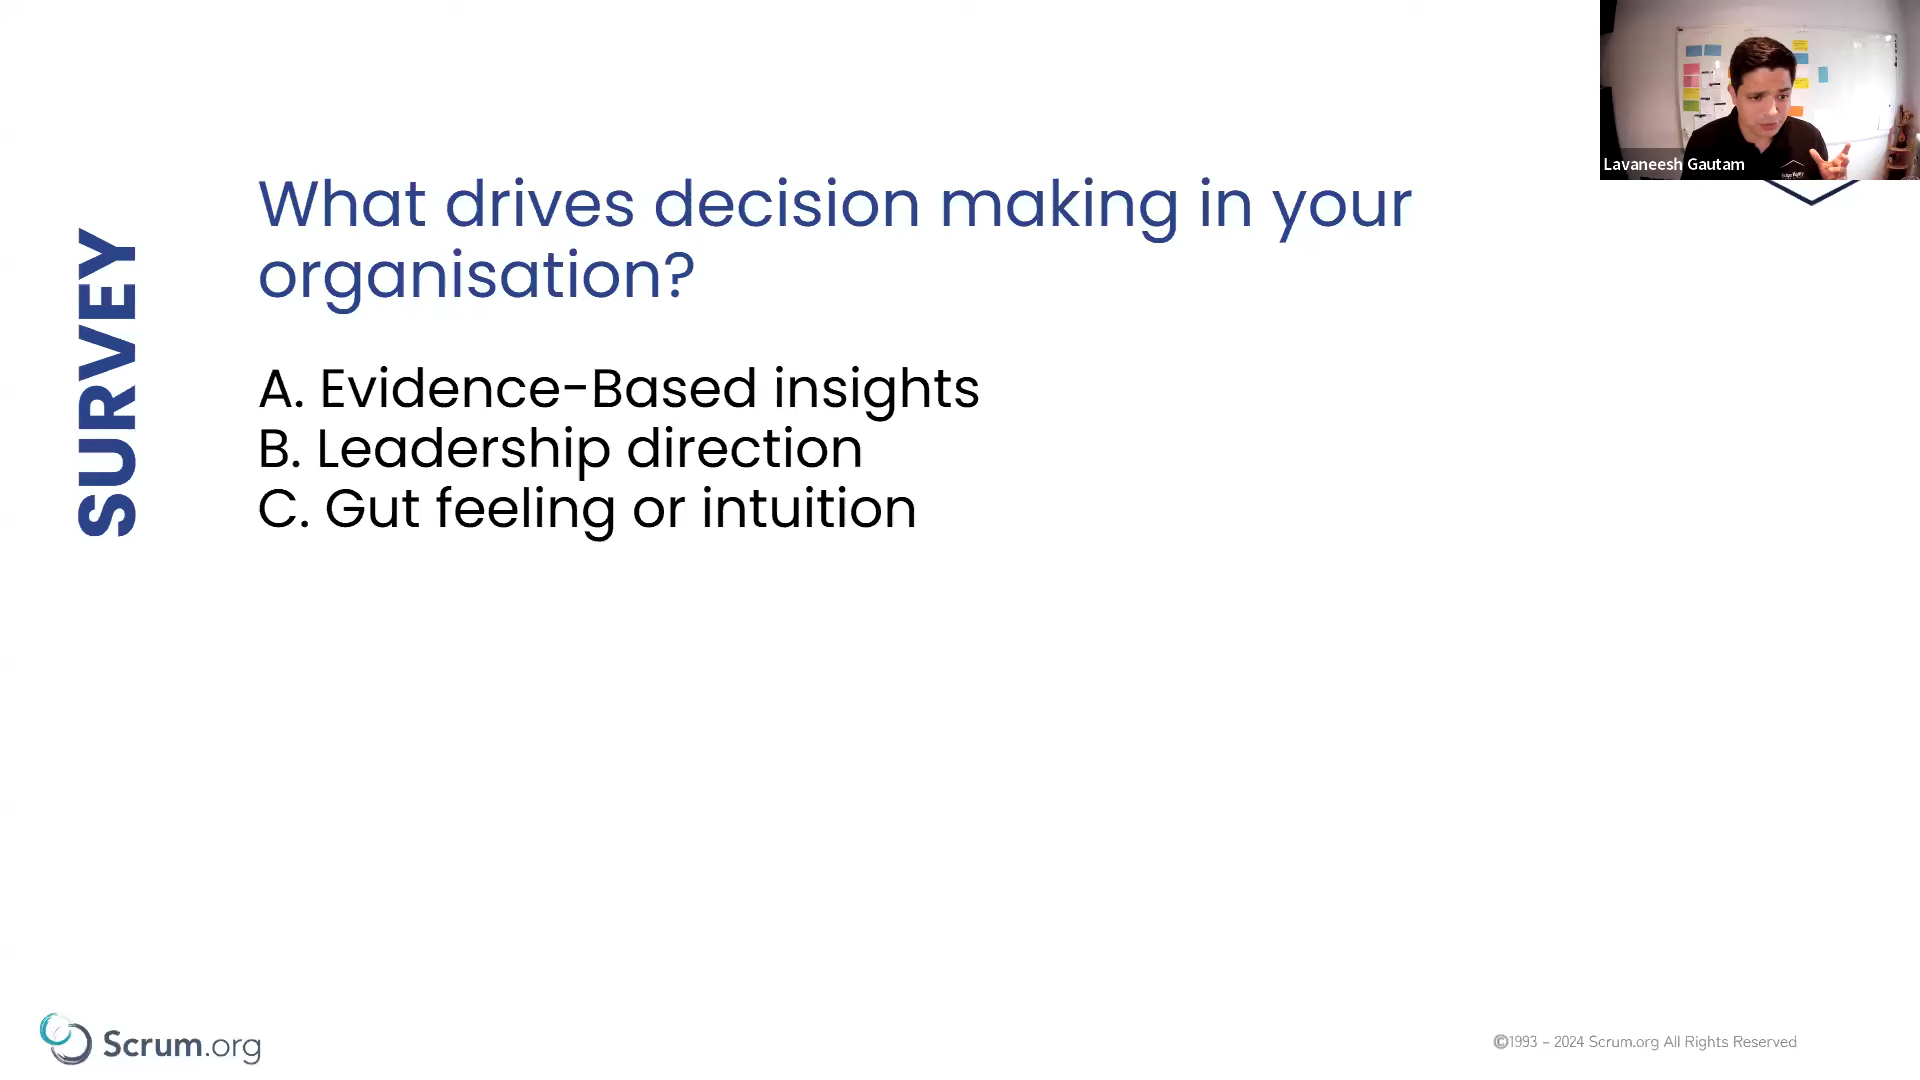 Lavaneesh Gautam
SURVEY
What drives decision making in your
organisation?
A. Evidence-Based insights
B. Leadership direction
C. Gut feeling or intuition
Scrum.org
©1993 – 2024 Scrum.org All Rights Reserved